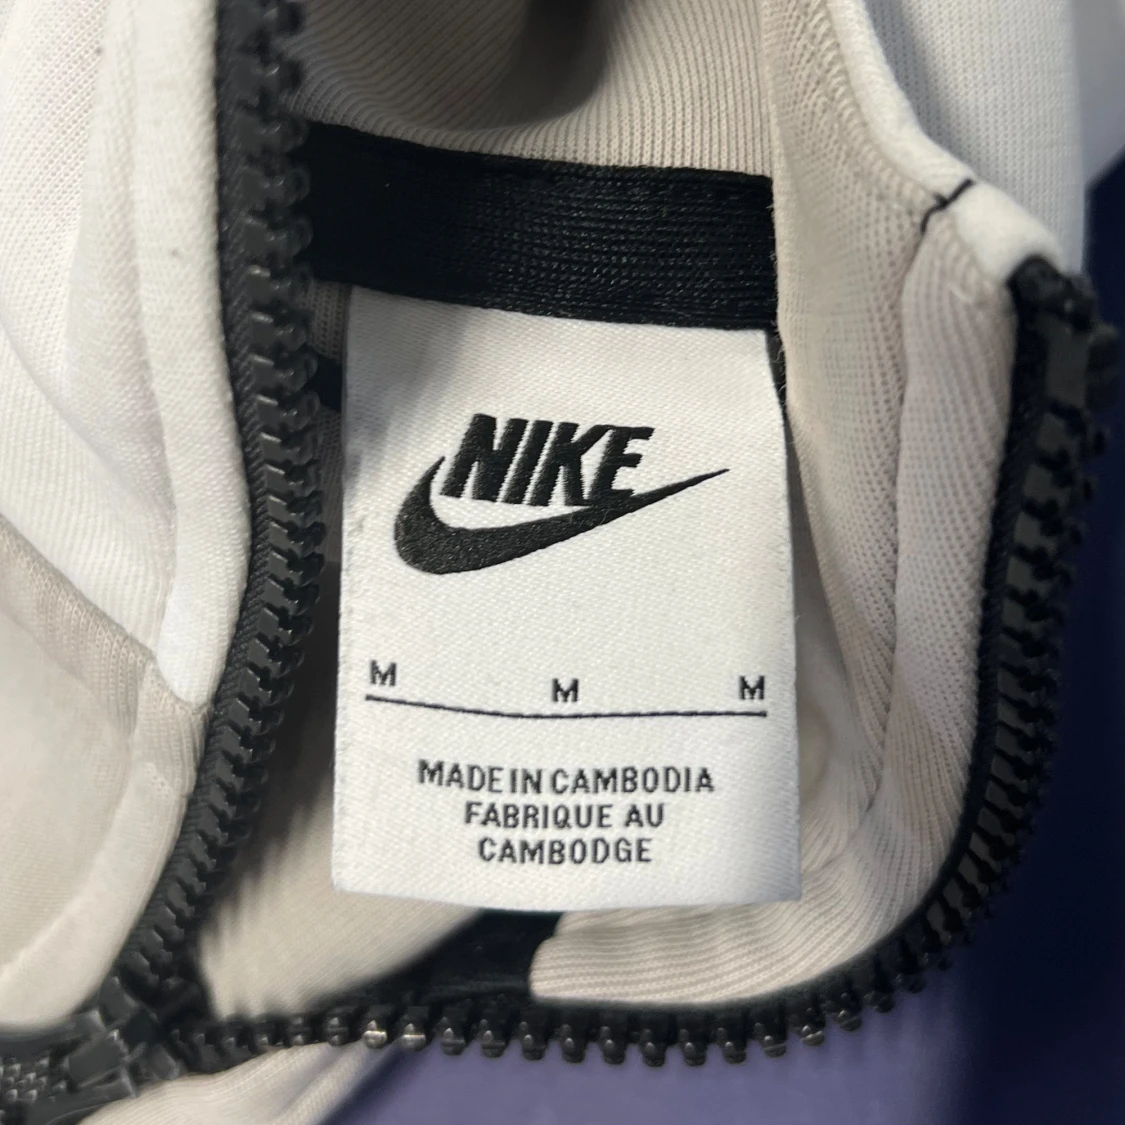 NIKE
M M M
MADE IN CAMBODIA
FABRIQUE AU
CAMBODGE